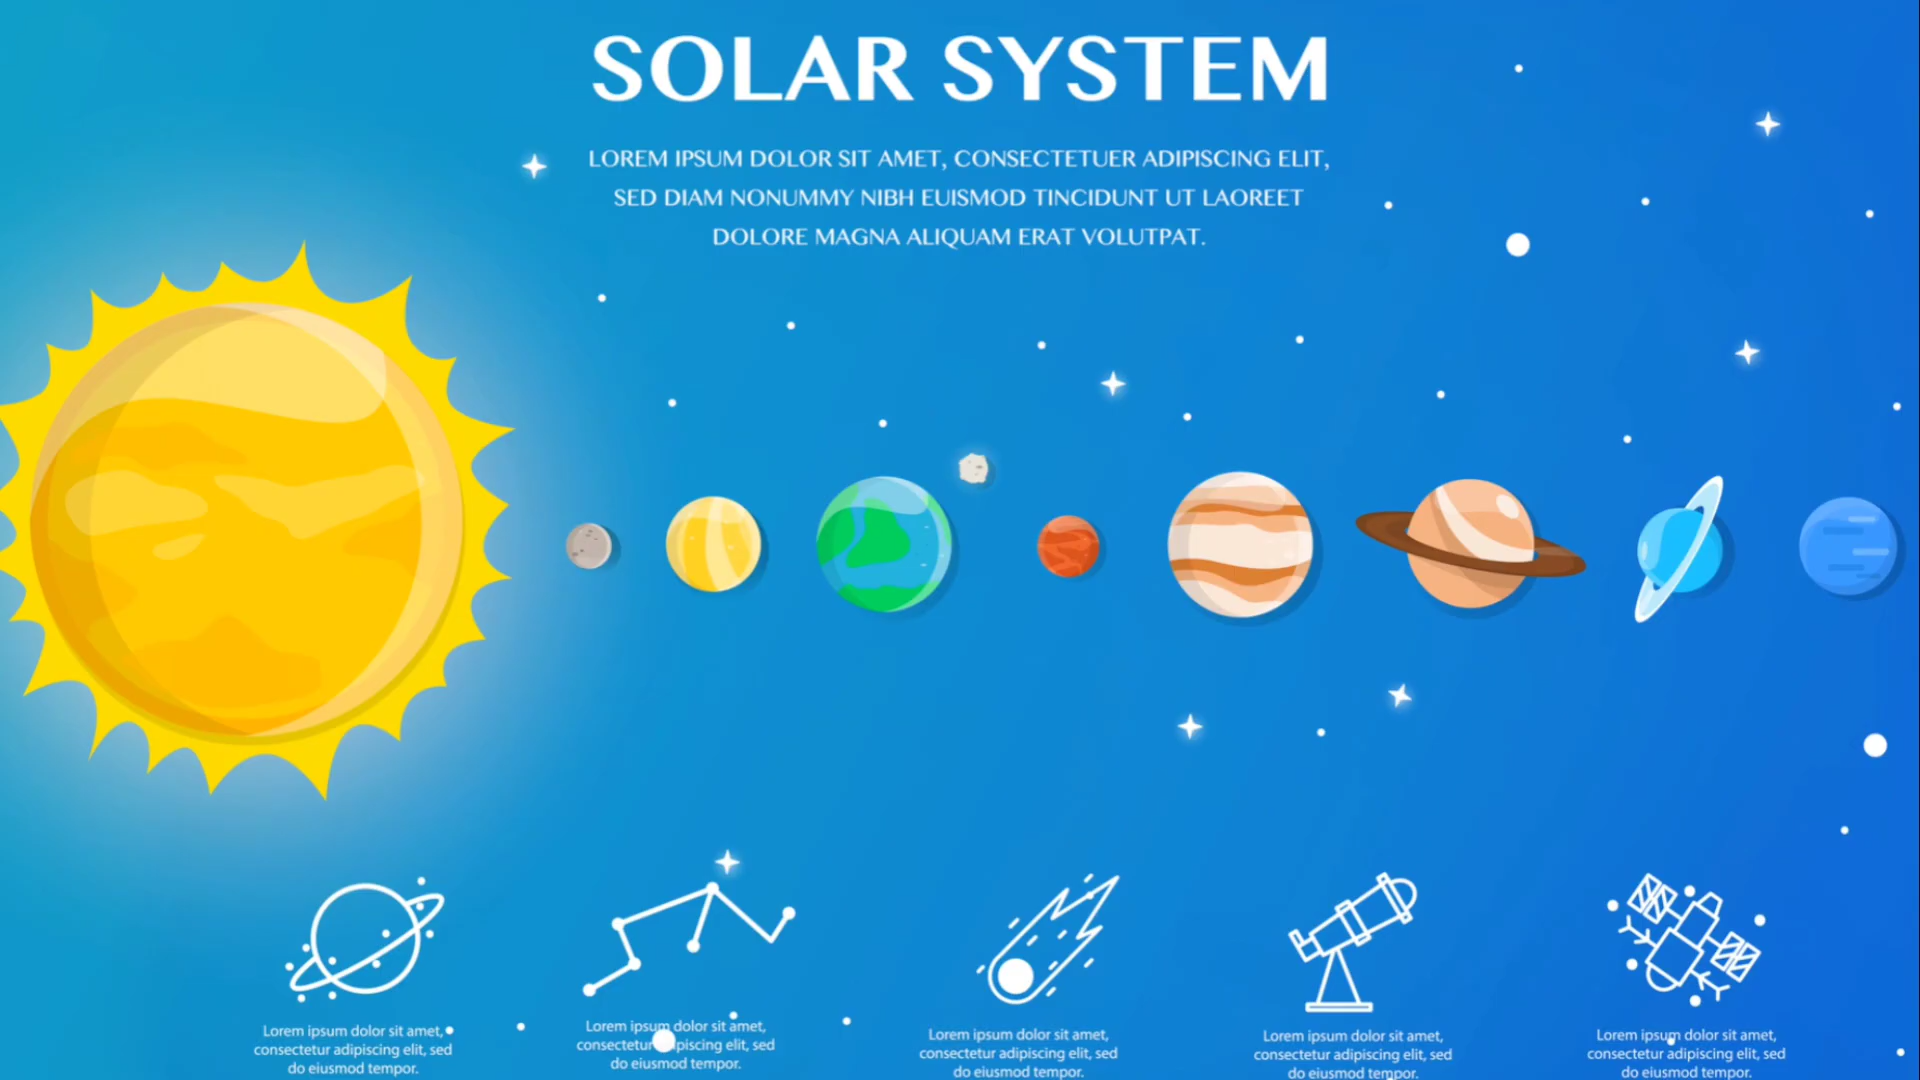 SOLAR SYSTEM
LOREM IPSUM DOLOR SIT AMET, CONSECTETUER ADIPISCING ELIT,
SED DIAM NONUMMY NIBH EUISMOD TINCIDUNT UT LAOREET
DOLORE MAGNA ALIQUAM ERAT VOLUTPAT.
Lorem ipsum dolor sit amet,
consectetur adipiscing elit, sed
do eiusmod tempor.
Lorem ipsum dolor sit amet,
consectetur adipiscing elit, sed
do eiusmod tempor.
Lorem ipsum dolor sit amet,
consectetur adipiscing elit, sed
do eiusmod tempor.
Lorem ipsum dolor sit amet,
consectetur adipiscing elit, sed
do eiusmod tempor.
Lorem ipsum dolor sit amet,
consectetur adipiscing elit, sed
do eiusmod tempor.